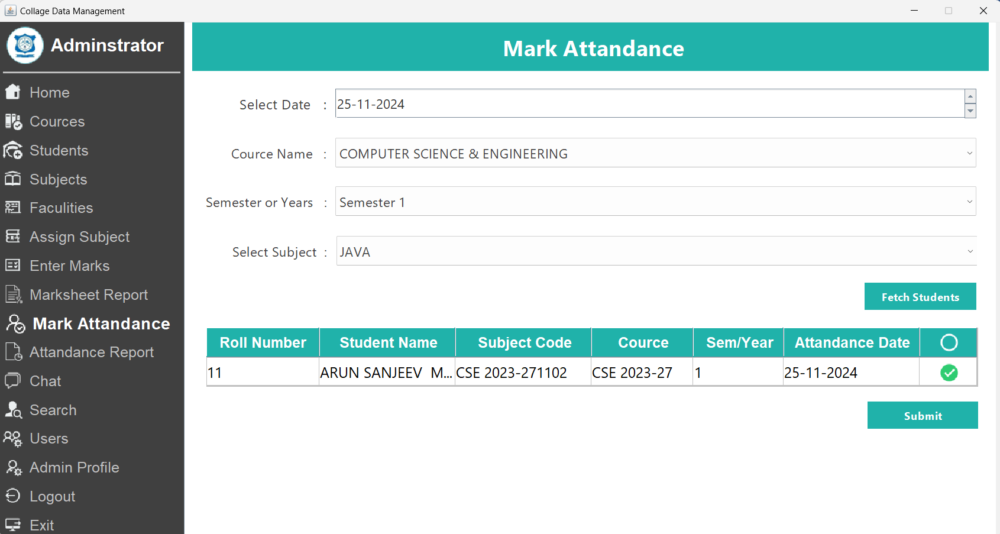 Collage Data Management
Adminstrator
Home
Cources
Students
Subjects
Faculities
Assign Subject
Enter Marks
Marksheet Report
Mark Attandance
Attandance Report
Chat
Search
Users
Admin Profile
Logout
Exit
Mark Attandance
Select Date : 25-11-2024
Cource Name : COMPUTER SCIENCE & ENGINEERING
Semester or Years : Semester 1
Select Subject : JAVA
Fetch Students
Roll Number Student Name Subject Code Cource Sem/Year Attandance Date
11 ARUN SANJEEV M... CSE 2023-271102 CSE 2023-27 1 25-11-2024
Submit